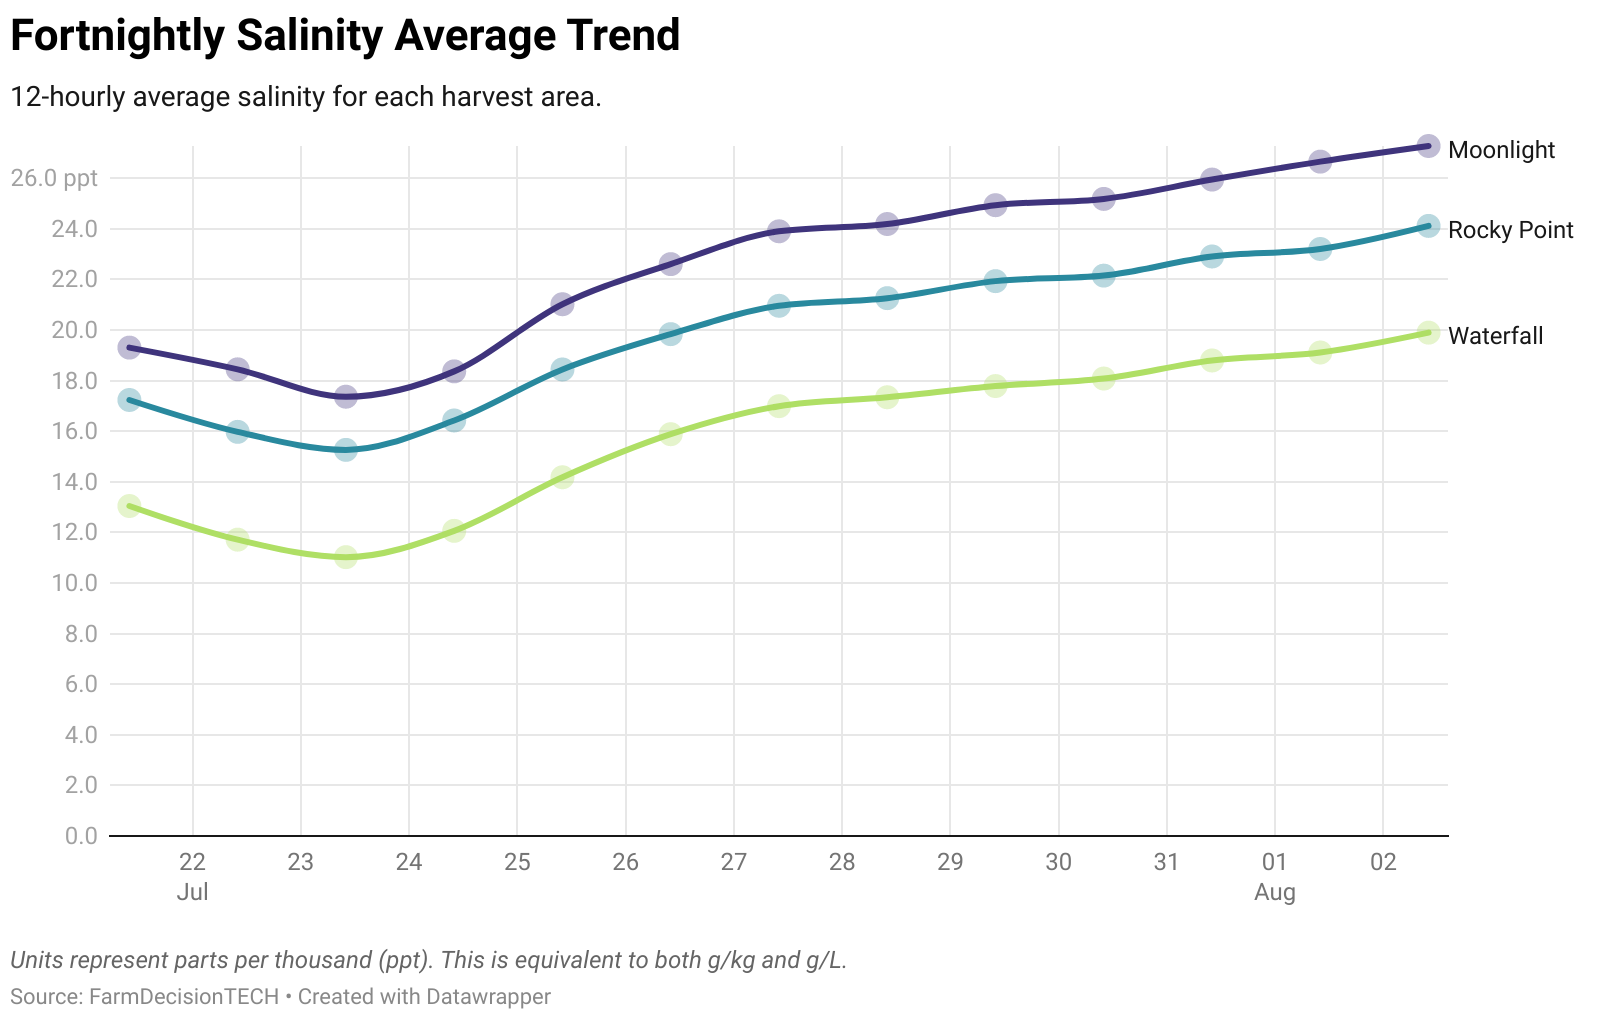 Fortnightly Salinity Average Trend
12-hourly average salinity for each harvest area.
Moonlight
26.0 ppt
24.0
Rocky Point
22.0
20.0
Waterfall
18.0
16.0
14.0
12.0
10.0
8.0
6.0
4.0
2.0
0.0
22 23 24 25 26 27 28 29 30 31 01 02
Jul Aug
Units represent parts per thousand (ppt). This is equivalent to both g/kg and g/L.
Source: FarmDecisionTECH • Created with Datawrapper